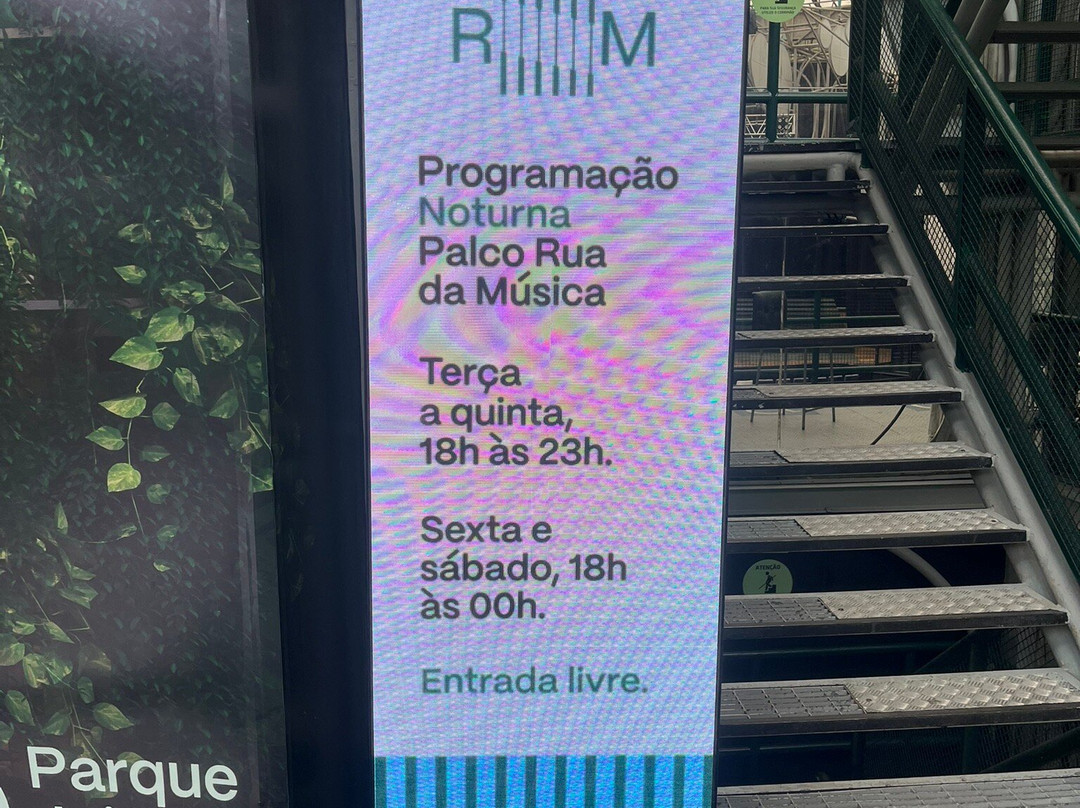 R M
Programação
Noturna
Palco Rua
da Música
Terça
a quinta,
18h às 23h.
Sexta e
sábado, 18h
às 00h.
Entrada livre.
Parque
ATENÇÃO